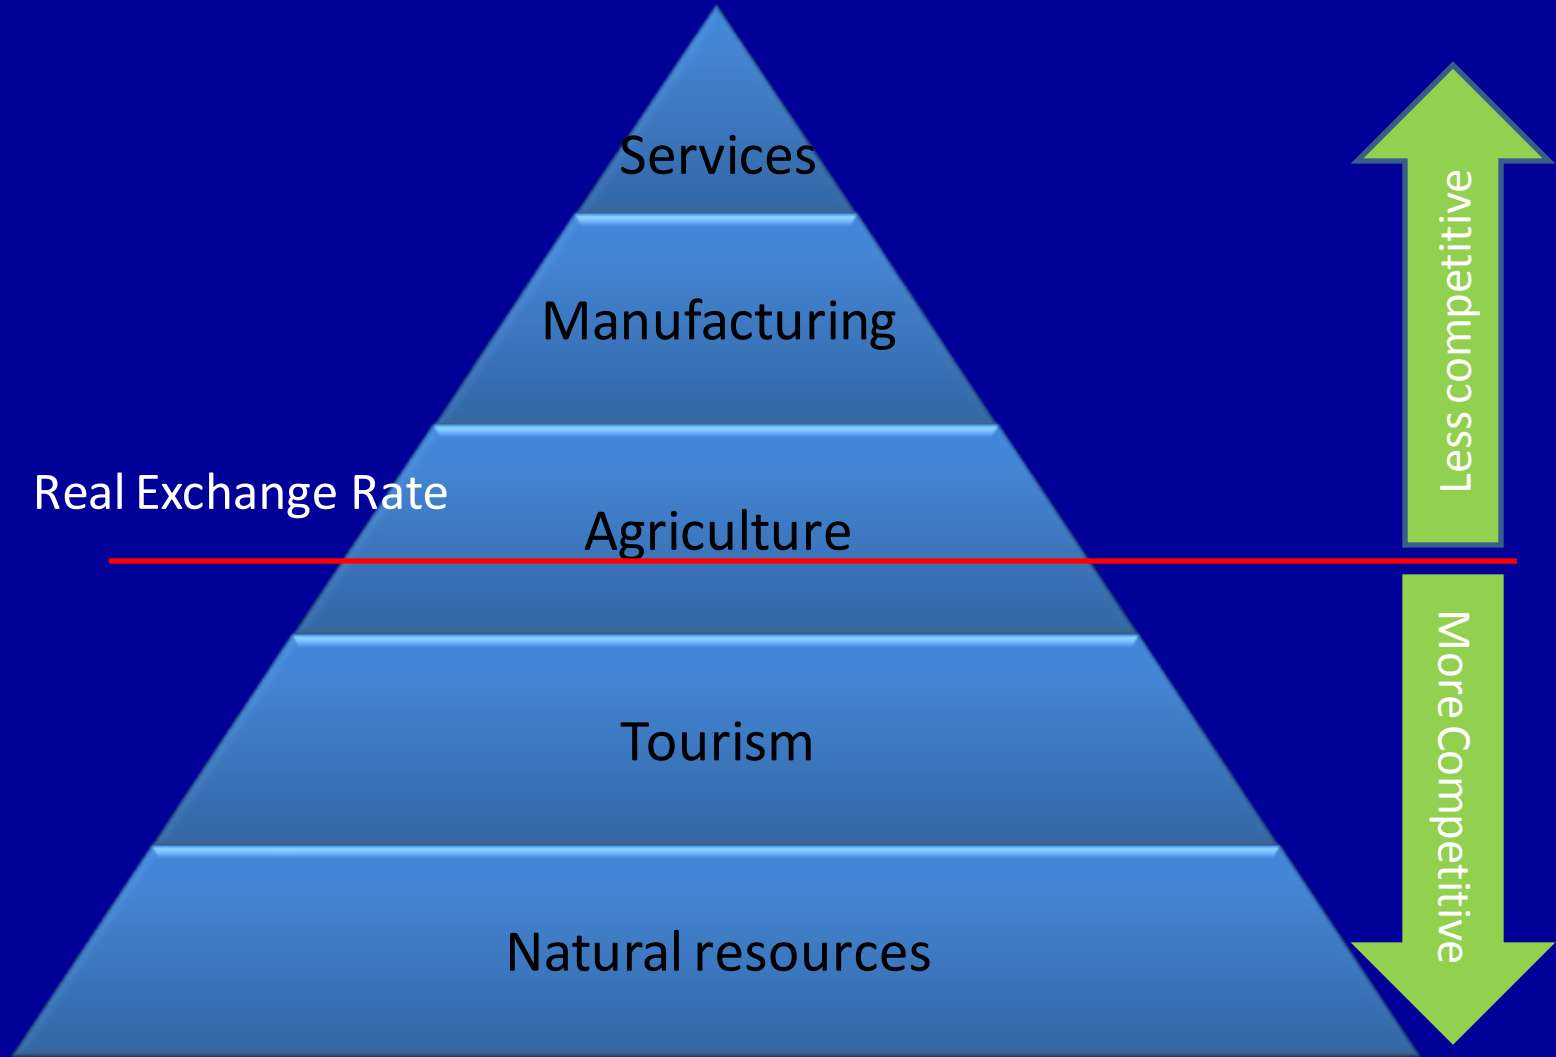 Services
Manufacturing
Real Exchange Rate
Agriculture
Tourism
Natural resources
Less competitive
More Competitive